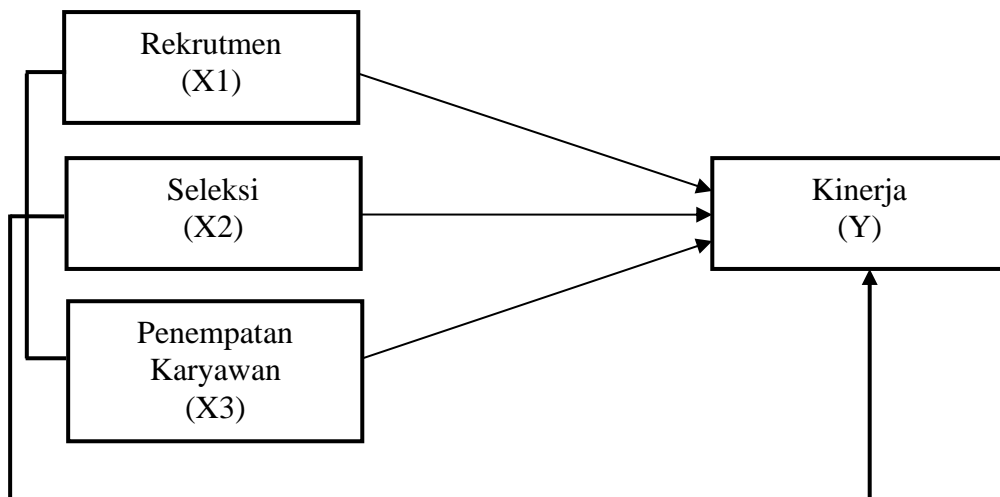 Rekrutmen
(X1)
Seleksi
(X2)
Kinerja
(Y)
Penempatan
Karyawan
(X3)